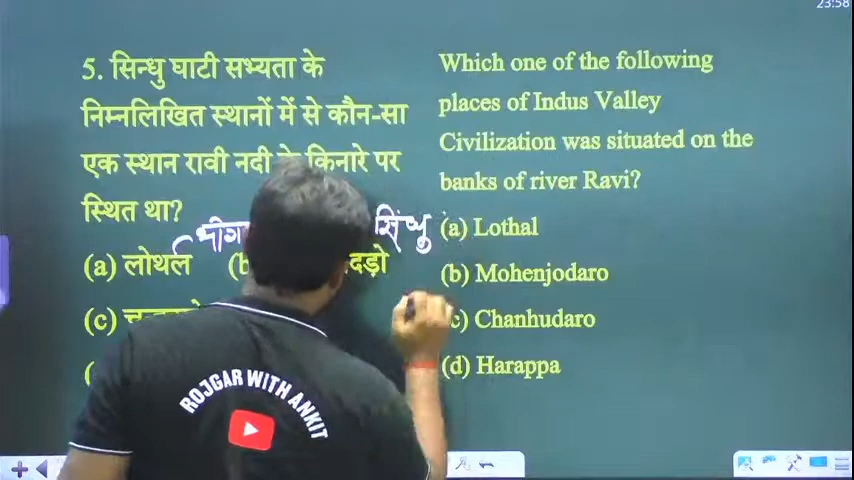 23:58
5. सिन्धु घाटी सभ्यता के
निम्नलिखित स्थानों में से कौन-सा
एक स्थान रावी नदी के किनारे पर
स्थित था?
सिंधु
(a) लोथल (b
दड़ो
(c)
Which one of the following
places of Indus Valley
Civilization was situated on the
banks of river Ravi?
(a) Lothal
(b) Mohenjodaro
c) Chanhudaro
(d) Harappa
ROJGAR WITH ANKIT